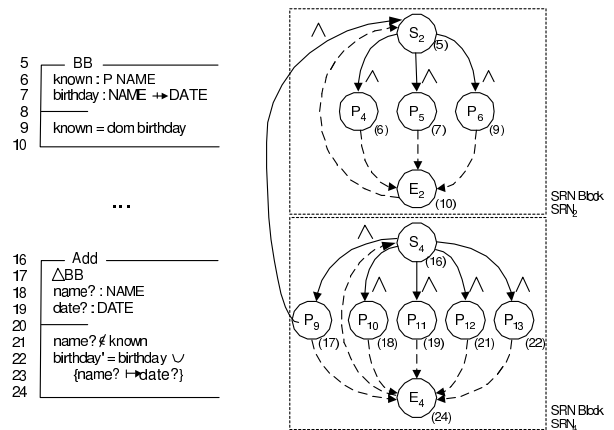 5 BB
6 known : P NAME
7 birthday : NAME ⇸ DATE
8
9 known = dom birthday
10
...
16 Add
17 △BB
18 name? : NAME
19 date? : DATE
20
21 name? ∉ known
22 birthday' = birthday ∪
23 {name? ↦ date?}
24
S2 (5)
∧ ∧ ∧ ∧
P4 (6) P5 (7) P6 (9)
E2 (10)
SRN Block
SRN2
S4 (16)
∧ ∧ ∧ ∧ ∧
P9 (17) P10 (18) P11 (19) P12 (21) P13 (22)
E4 (24)
SRN Block
SRN4